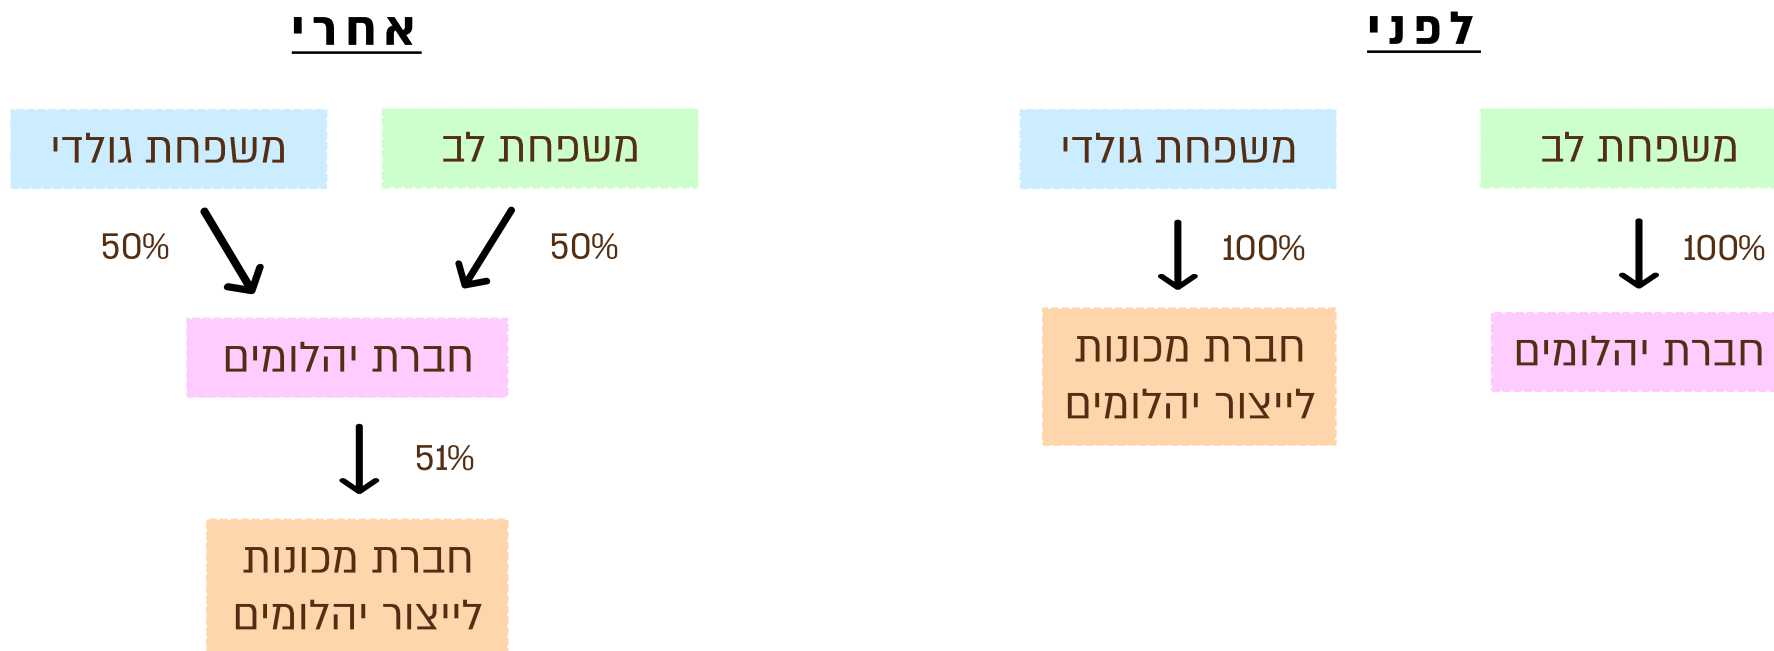 לפני
משפחת לב
משפחת גולדי
100%
100%
חברת יהלומים
חברת מכונות
לייצור יהלומים
אחרי
משפחת לב
משפחת גולדי
50%
50%
חברת יהלומים
51%
חברת מכונות
לייצור יהלומים